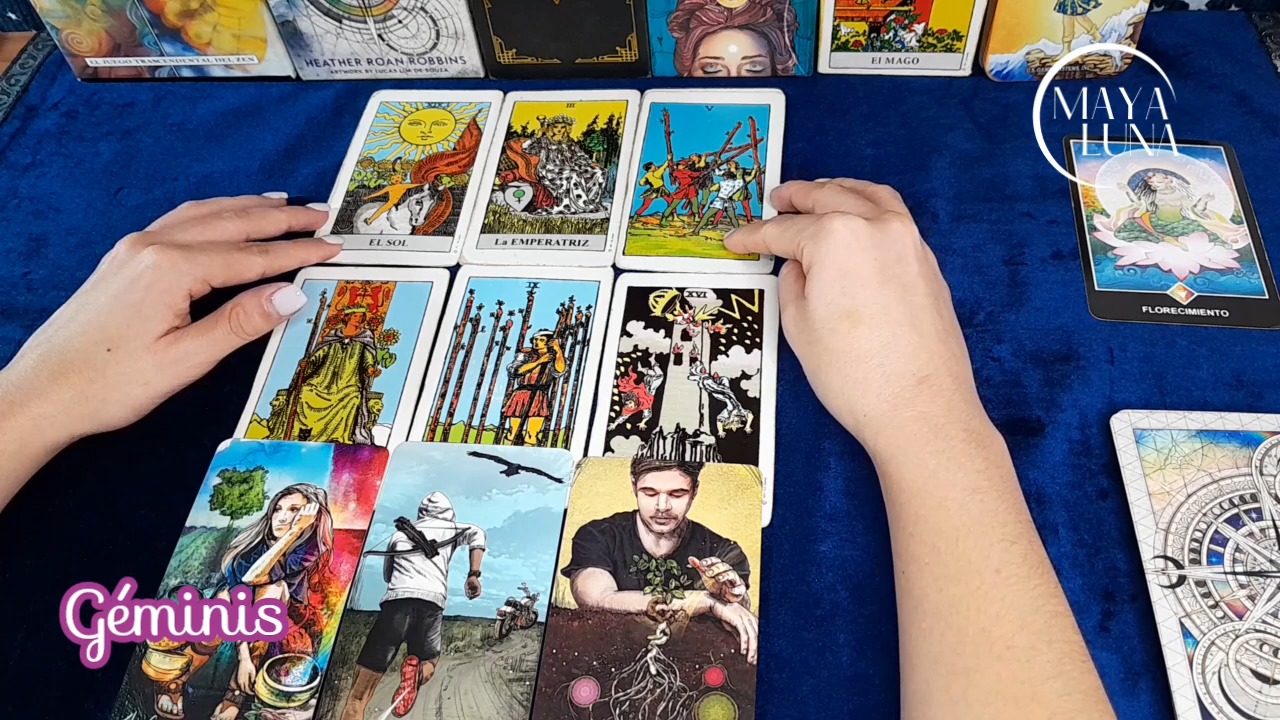 EL JUEGO TRASCENDENTAL DEL ZEN
HEATHER ROAN ROBBINS
ARTWORK BY LUCAS LIM DE SOUZA
El MAGO
MAYA
LUNA
III
V
EL SOL
La EMPERATRIZ
IX
XVI
FLORECIMIENTO
Géminis